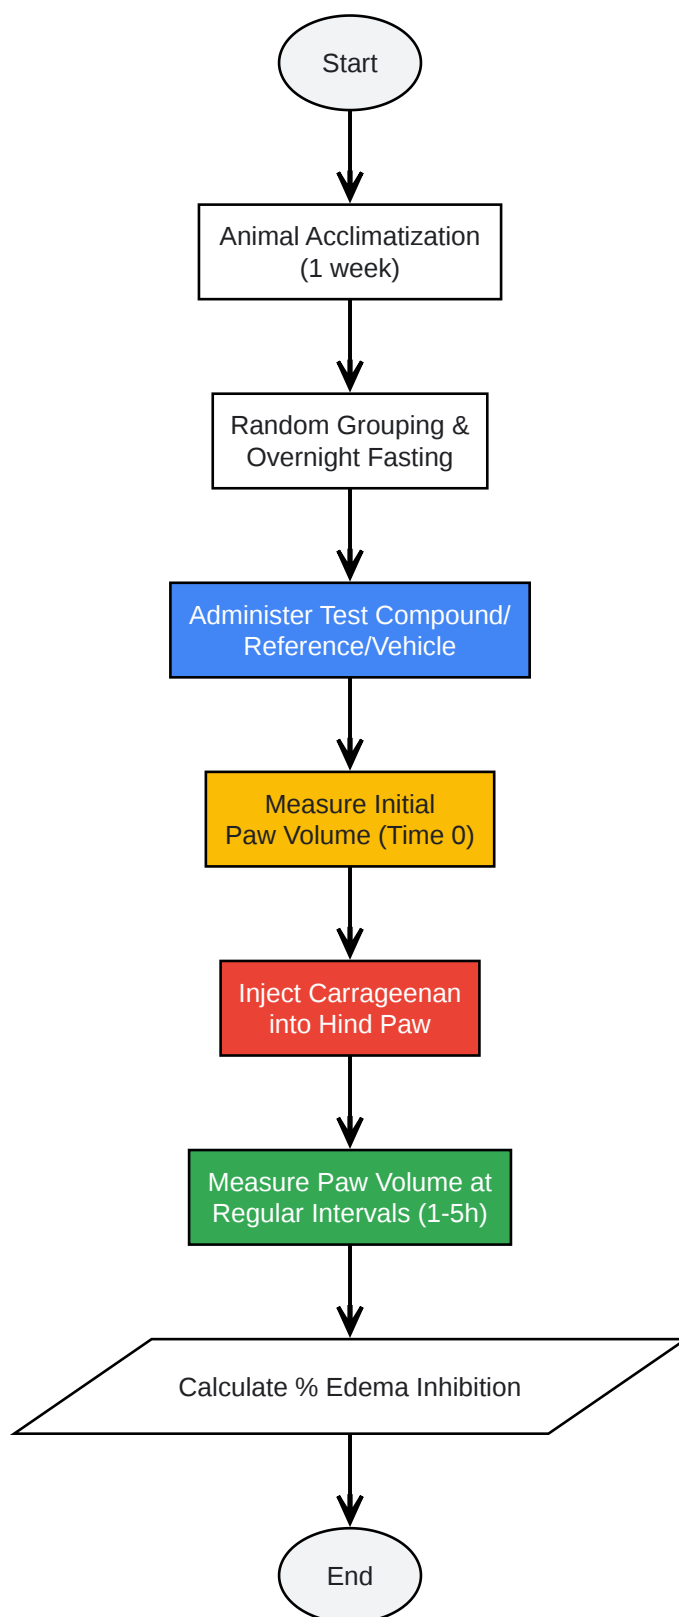 Start
Animal Acclimatization
(1 week)
Random Grouping &
Overnight Fasting
Administer Test Compound/
Reference/Vehicle
Measure Initial
Paw Volume (Time 0)
Inject Carrageenan
into Hind Paw
Measure Paw Volume at
Regular Intervals (1-5h)
Calculate % Edema Inhibition
End